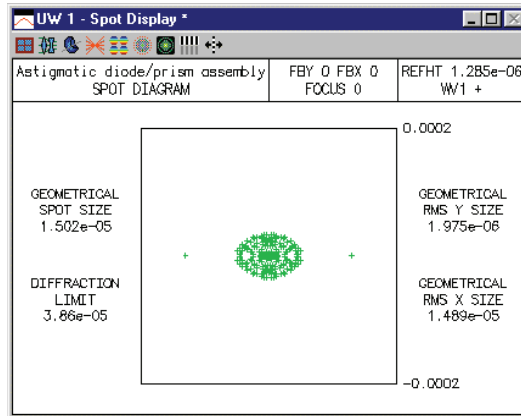 UW 1 - Spot Display *
Astigmatic diode/prism assembly
SPOT DIAGRAM
FBY 0 FBX 0
FOCUS 0
REFHT 1.285e-06
WV1 +
0.0002
GEOMETRICAL
SPOT SIZE
1.502e-05
DIFFRACTION
LIMIT
3.86e-05
GEOMETRICAL
RMS Y SIZE
1.975e-06
GEOMETRICAL
RMS X SIZE
1.489e-05
-0.0002